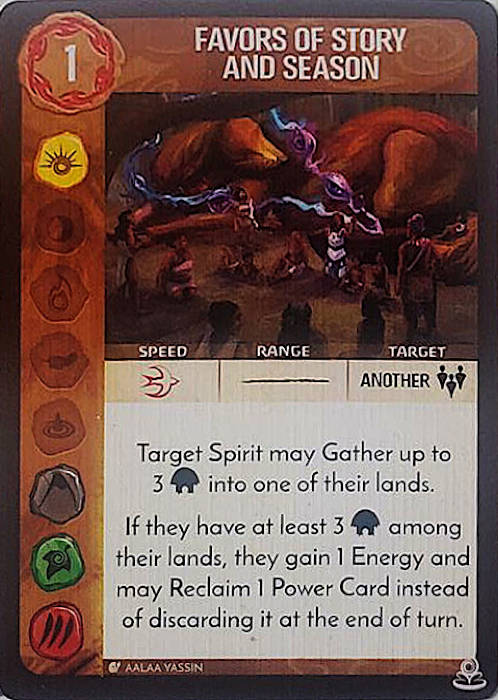 1
FAVORS OF STORY
AND SEASON
SPEED RANGE TARGET
ANOTHER
Target Spirit may Gather up to
3 into one of their lands.
If they have at least 3 among
their lands, they gain 1 Energy and
may Reclaim 1 Power Card instead
of discarding it at the end of turn.
AALAA YASSIN